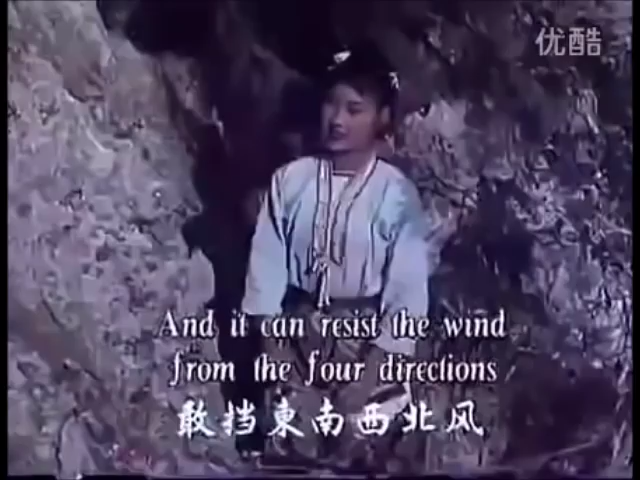 优酷
And it can resist the wind
from the four directions
敢挡東南西北风